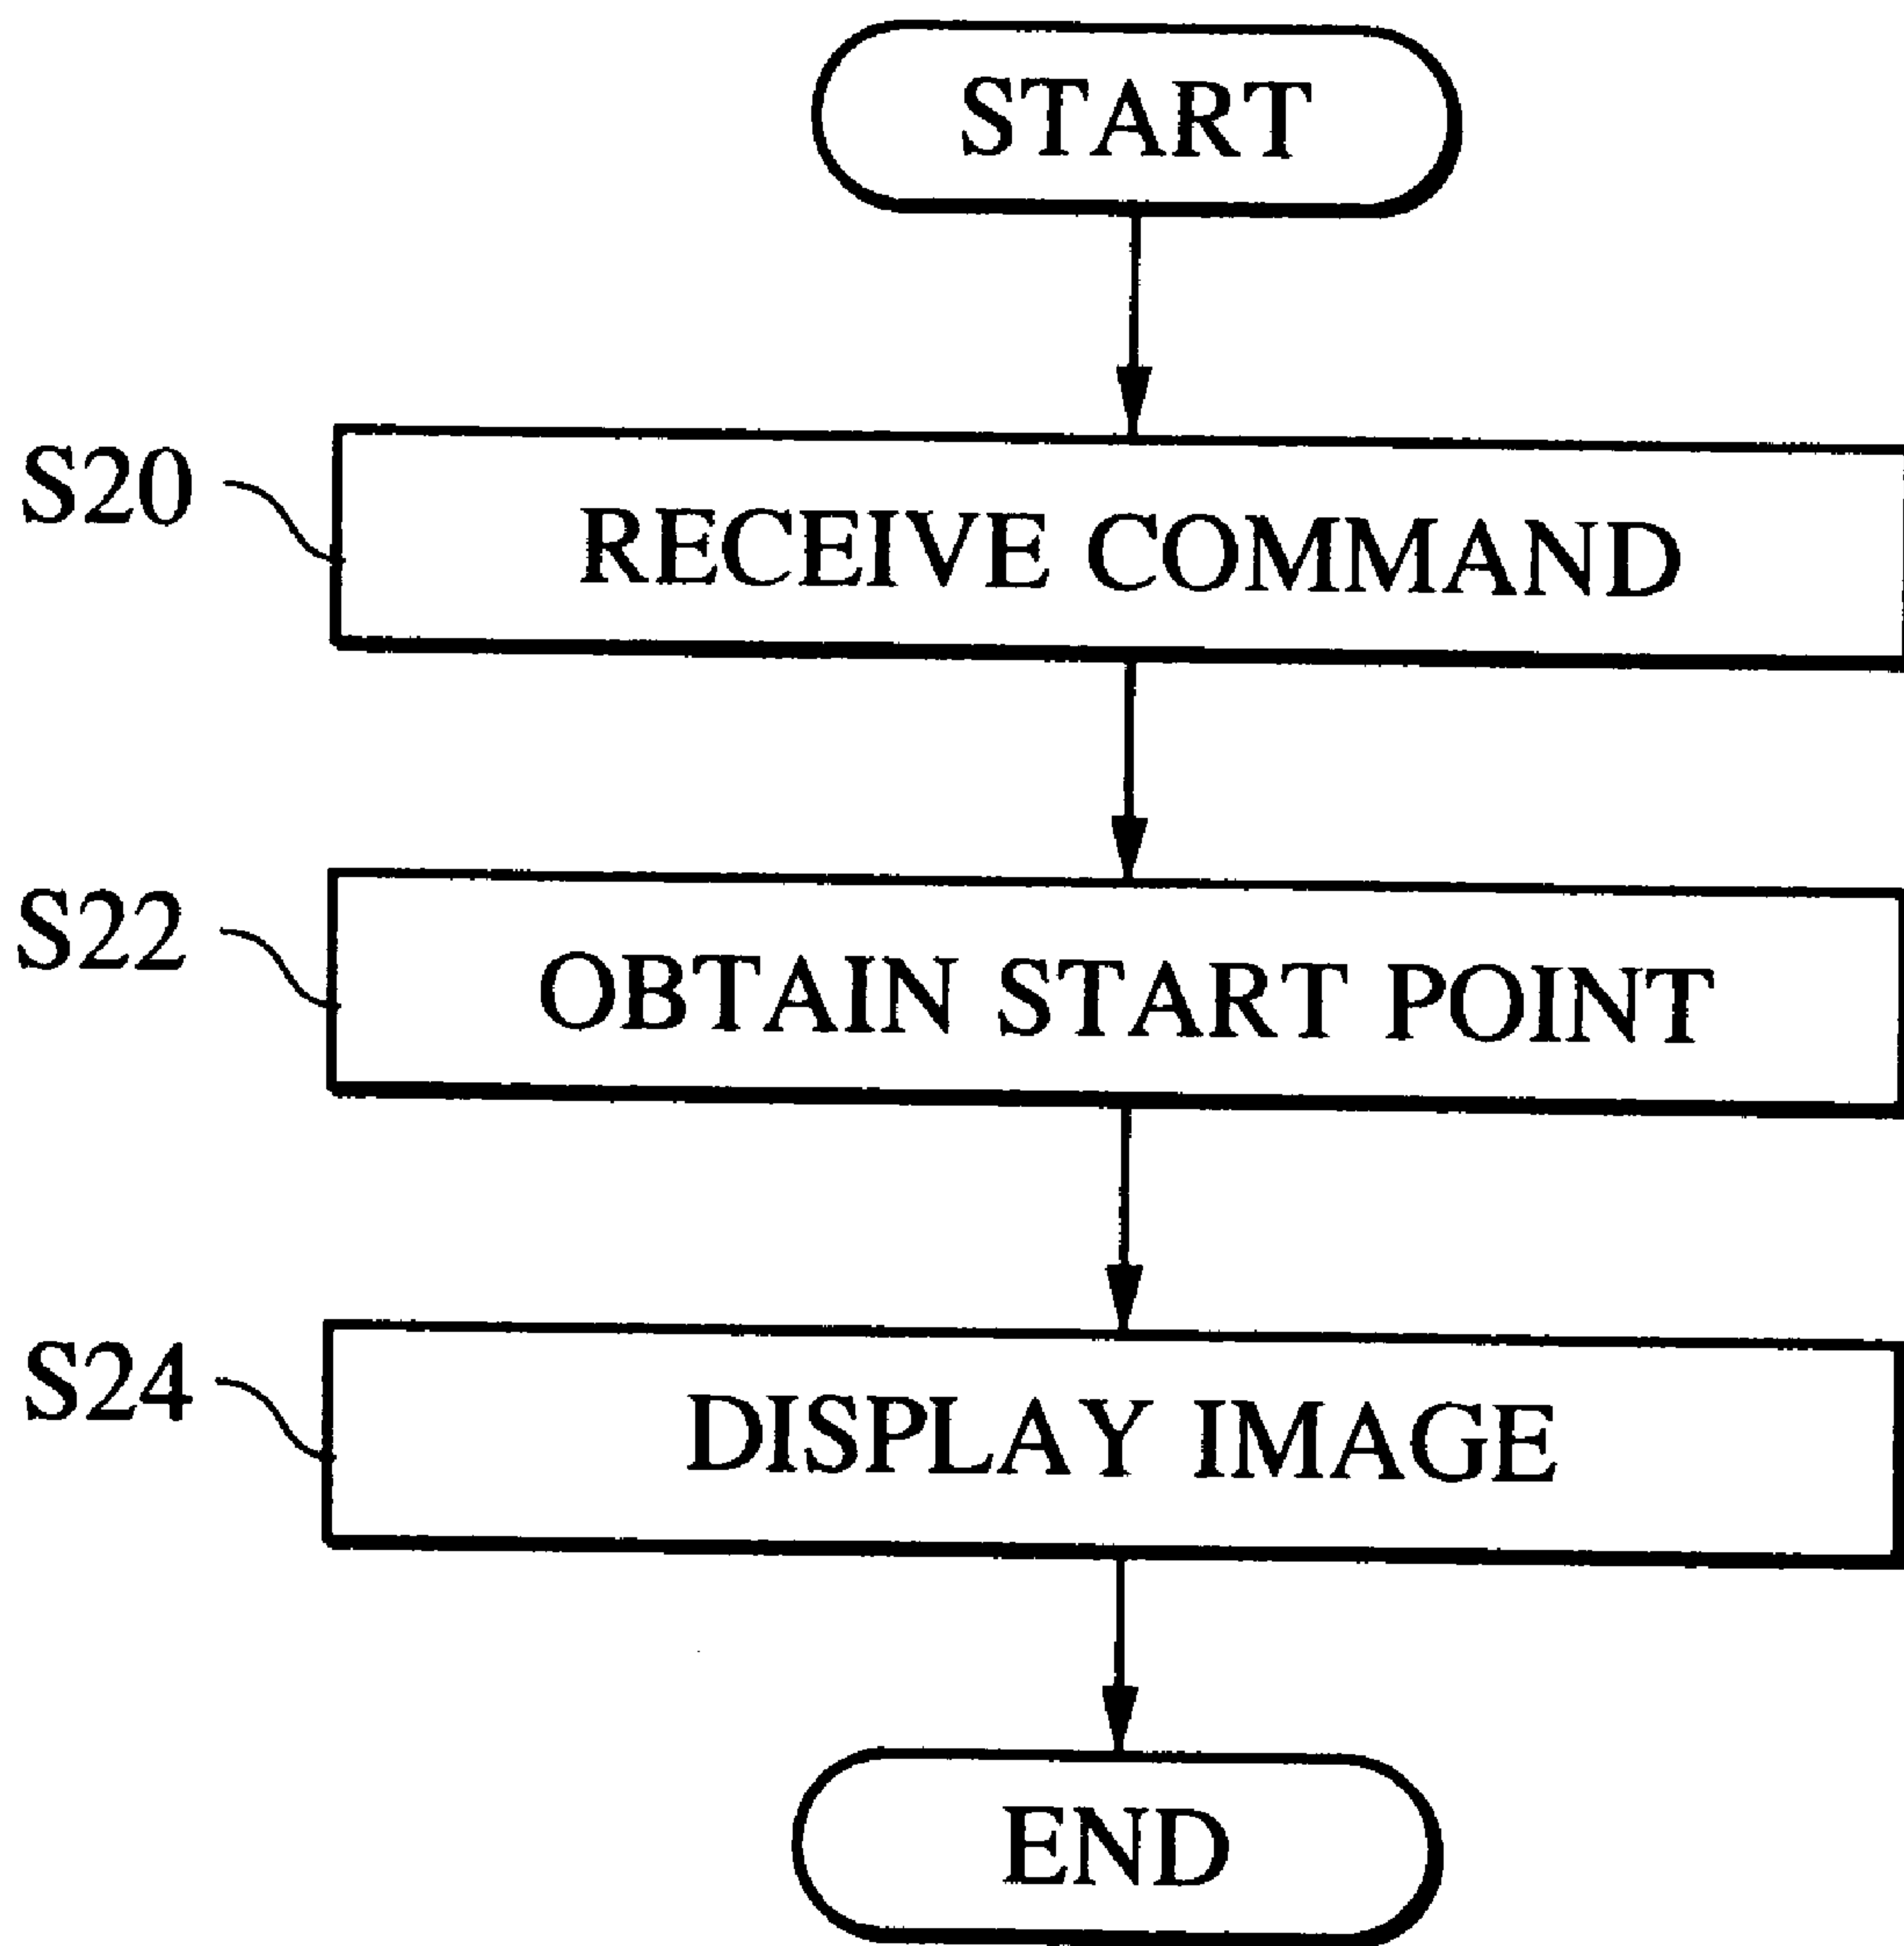 START
S20
RECEIVE COMMAND
S22
OBTAIN START POINT
S24
DISPLAY IMAGE
END